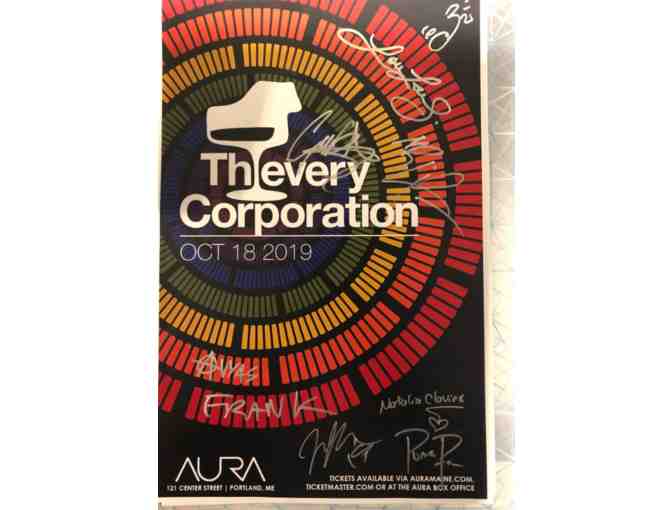 Thievery
Corporation
OCT 18 2019
FRANK
Natalia Clavier
AURA
121 CENTER STREET | PORTLAND, ME
TICKETS AVAILABLE VIA AURAMAINE.COM,
TICKETMASTER.COM OR AT THE AURA BOX OFFICE